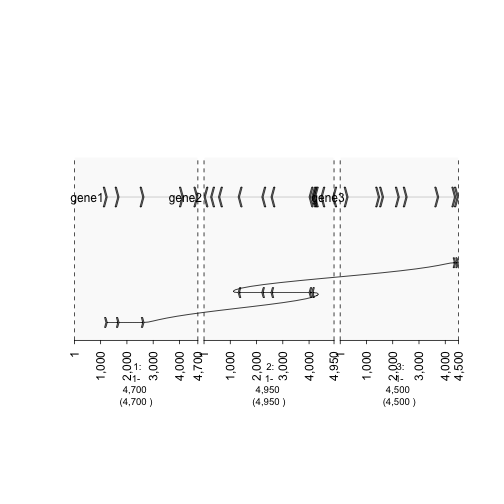 gene1 gene2 gene3
1 1,000 2,000 3,000 4,000 4,700 1 1,000 2,000 3,000 4,000 4,950 1 1,000 2,000 3,000 4,000 4,500
1: 2: 3:
1- 1- 1-
4,700 4,950 4,500
(4,700 ) (4,950 ) (4,500 )